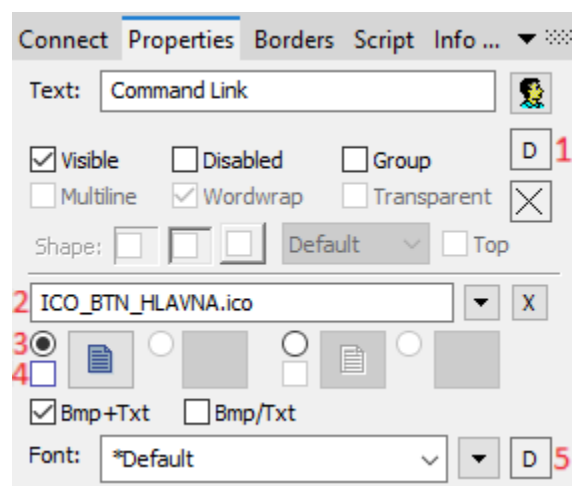 Connect Properties Borders Script Info ...
Text: Command Link
Visible Disabled Group D 1
Multiline Wordwrap Transparent
Shape: Default Top
2 ICO_BTN_HLAVNA.ico X
3
4
Bmp+Txt Bmp/Txt
Font: *Default D 5